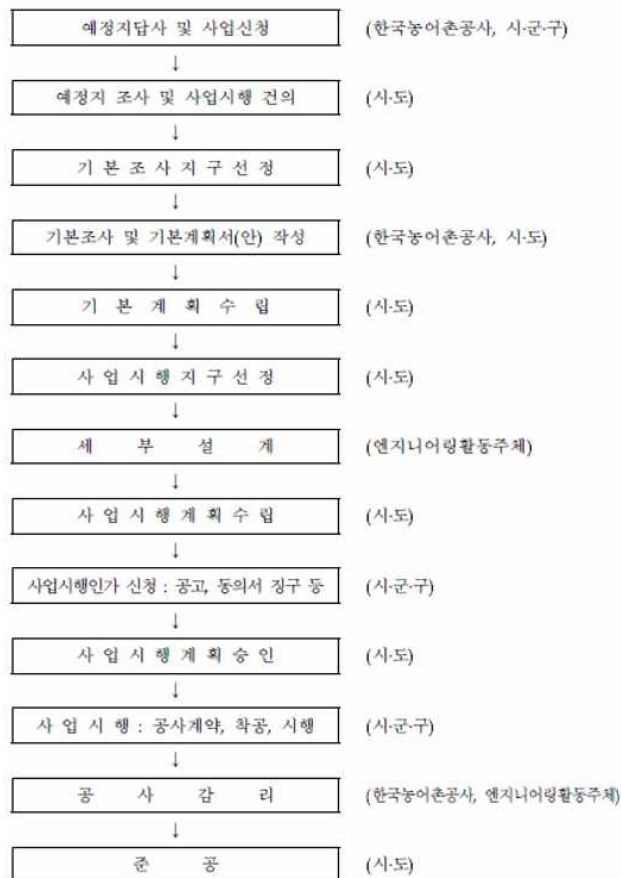 예정지답사 및 사업신청 (한국농어촌공사, 시·군·구)
↓
예정지 조사 및 사업시행 건의 (시·도)
↓
기 본 조 사 지 구 선 정 (시·도)
↓
기본조사 및 기본계획서(안) 작성 (한국농어촌공사, 시·도)
↓
기 본 계 획 수 립 (시·도)
↓
사 업 시 행 지 구 선 정 (시·도)
↓
세 부 설 계 (엔지니어링활동주체)
↓
사 업 시 행 계 획 수 립 (시·도)
↓
사업시행인가 신청 : 공고, 동의서 징구 등 (시·군·구)
↓
사 업 시 행 계 획 승 인 (시·도)
↓
사 업 시 행 : 공사계약, 착공, 시행 (시·군·구)
↓
공 사 감 리 (한국농어촌공사, 엔지니어링활동주체)
↓
준 공 (시·도)